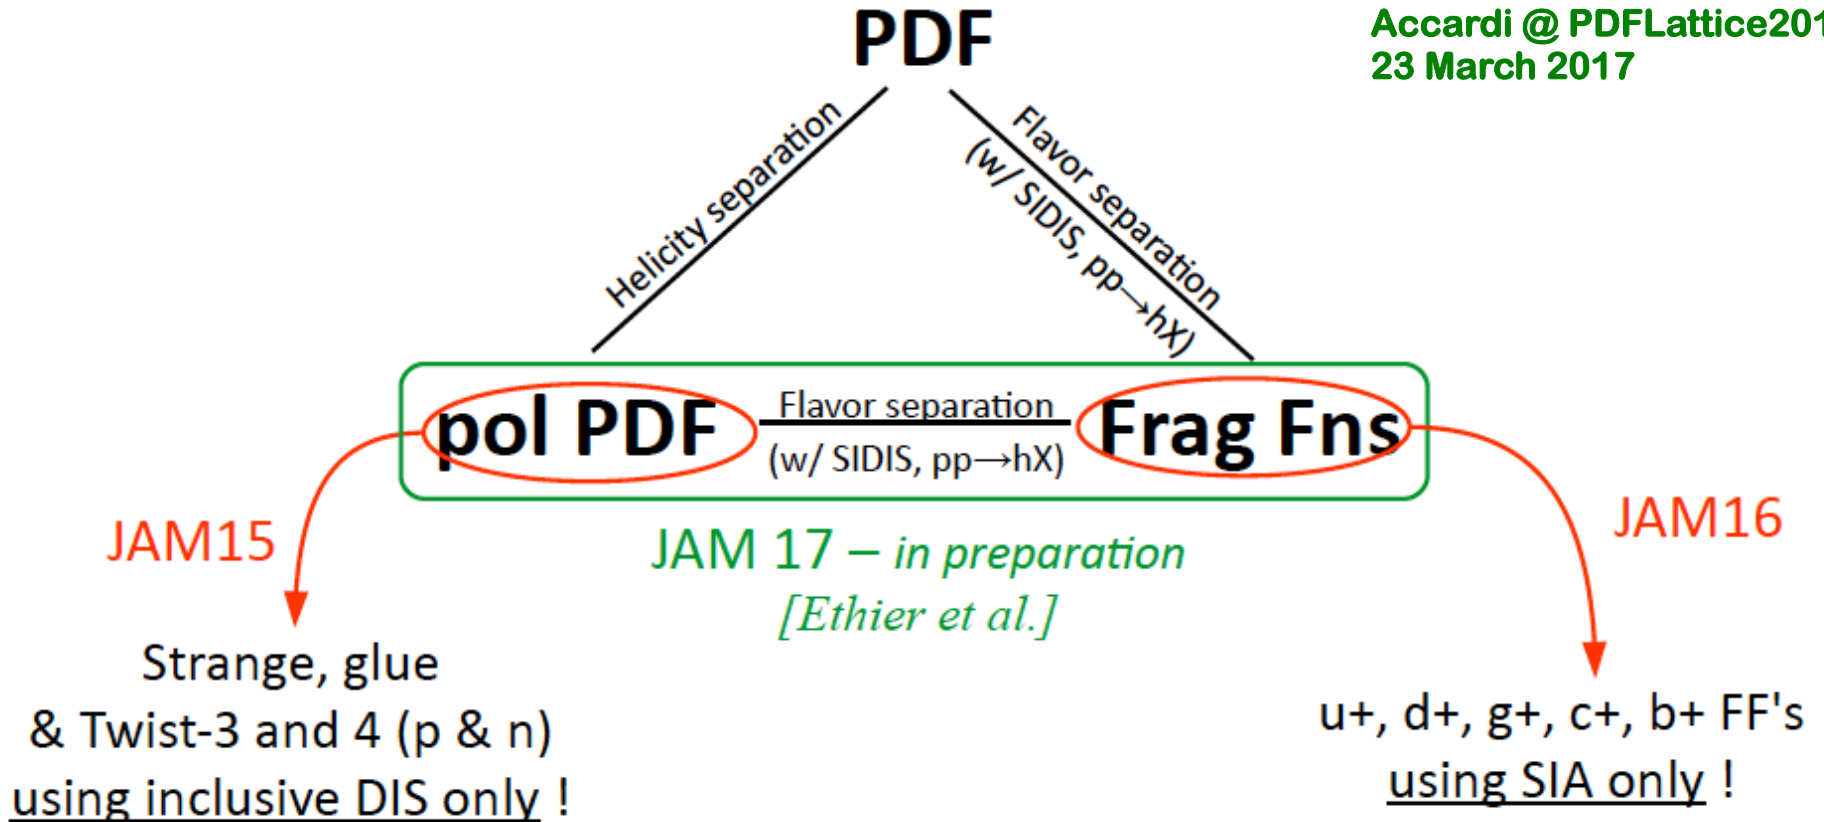 PDF
Accardi @ PDFLattice201
23 March 2017
Helicity separation
Flavor separation
(w/ SIDIS, pp→hX)
pol PDF
Flavor separation
(w/ SIDIS, pp→hX)
Frag Fns
JAM15
JAM 17 – in preparation
[Ethier et al.]
JAM16
Strange, glue
& Twist-3 and 4 (p & n)
using inclusive DIS only !
u+, d+, g+, c+, b+ FF's
using SIA only !